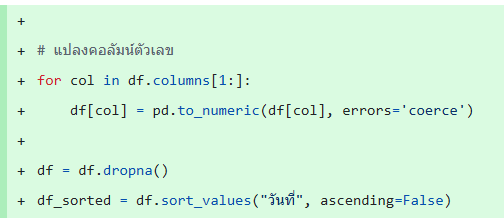 +
+ # แปลงคอลัมน์ตัวเลข
+ for col in df.columns[1:]:
+     df[col] = pd.to_numeric(df[col], errors='coerce')
+
+ df = df.dropna()
+ df_sorted = df.sort_values("วันที่", ascending=False)